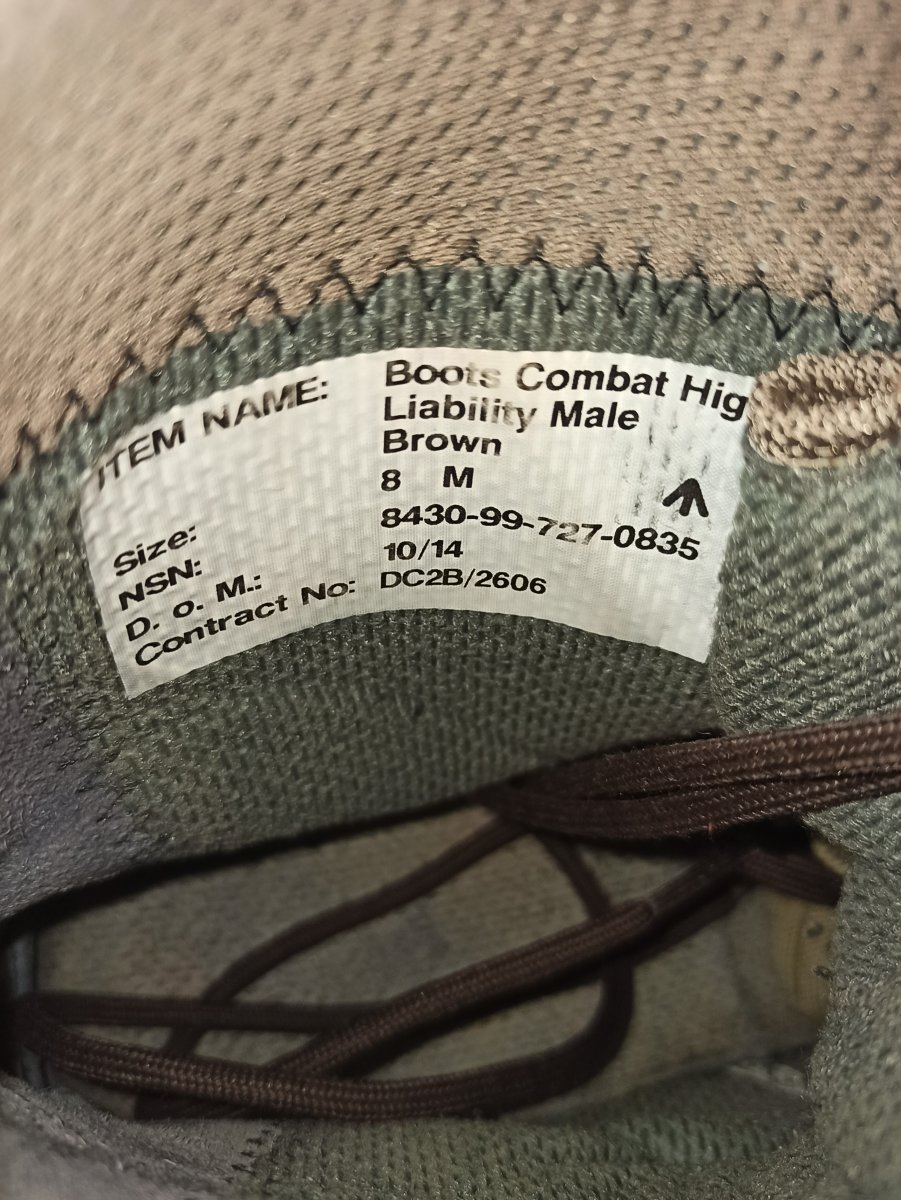 ITEM NAME: Boots Combat Hig
Liability Male
Brown
Size: 8 M
NSN: 8430-99-727-0835
D. o. M.: 10/14
Contract No: DC2B/2606